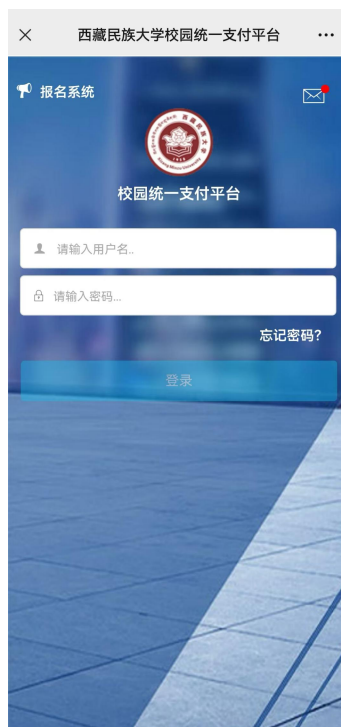 西藏民族大学校园统一支付平台
报名系统
校园统一支付平台
请输入用户名..
请输入密码...
忘记密码？
登录